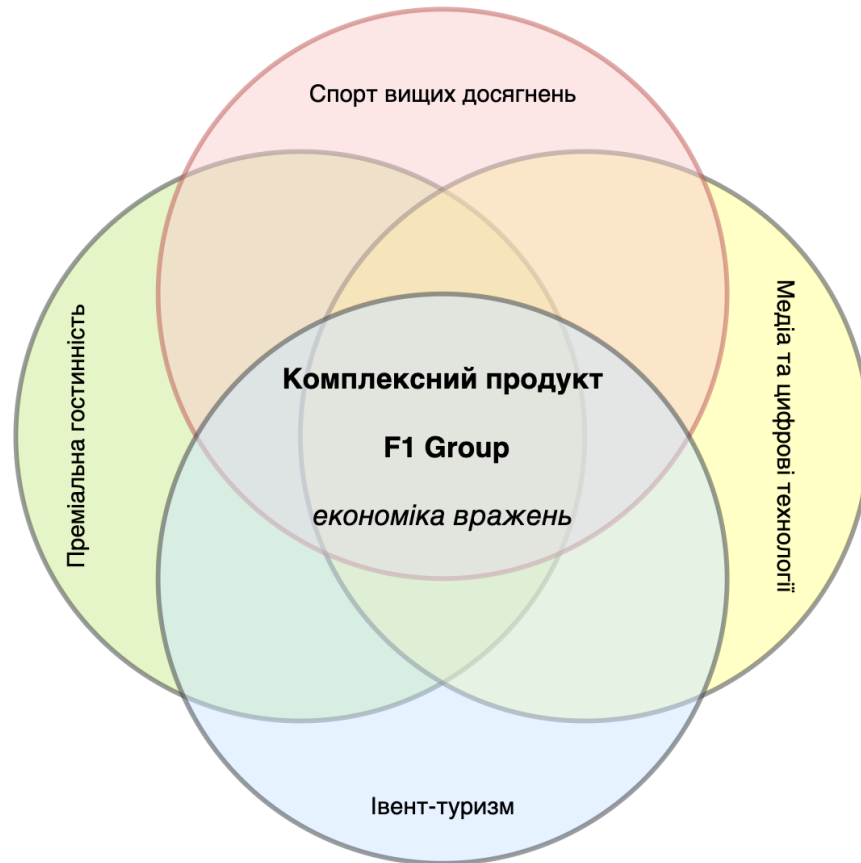 Спорт вищих досягнень
Преміальна гостинність
Медіа та цифрові технології
Комплексний продукт
F1 Group
економіка вражень
Івент-туризм